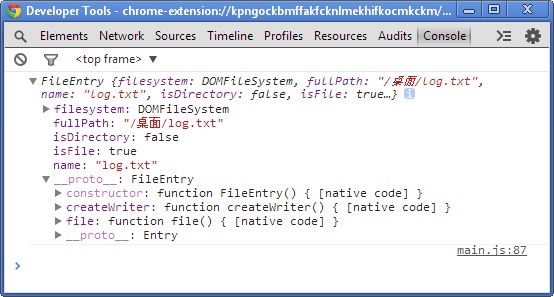 Developer Tools - chrome-extension://kpngockbmffakfcknlmekhifkocmkckm/...
Elements Network Sources Timeline Profiles Resources Audits Console
<top frame>
FileEntry {filesystem: DOMFileSystem, fullPath: "/桌面/log.txt",
name: "log.txt", isDirectory: false, isFile: true…} i
filesystem: DOMFileSystem
fullPath: "/桌面/log.txt"
isDirectory: false
isFile: true
name: "log.txt"
__proto__: FileEntry
constructor: function FileEntry() { [native code] }
createWriter: function createWriter() { [native code] }
file: function file() { [native code] }
__proto__: Entry
main.js:87